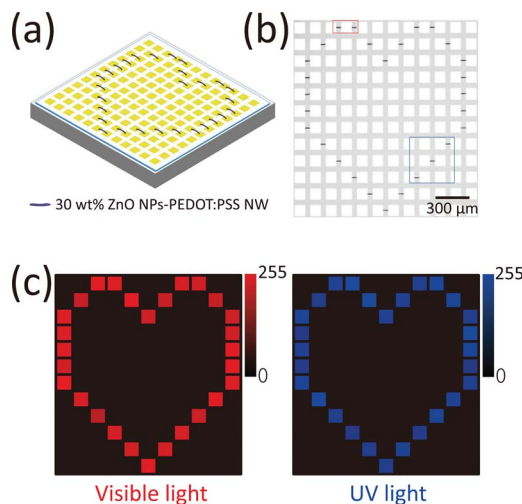 (a)
(b)
30 wt% ZnO NPs-PEDOT:PSS NW
300 μm
(c)
255
0
255
0
Visible light
UV light